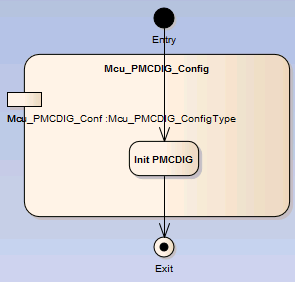 Entry
Mcu_PMCDIG_Config
Mcu_PMCDIG_Conf :Mcu_PMCDIG_ConfigType
Init PMCDIG
Exit